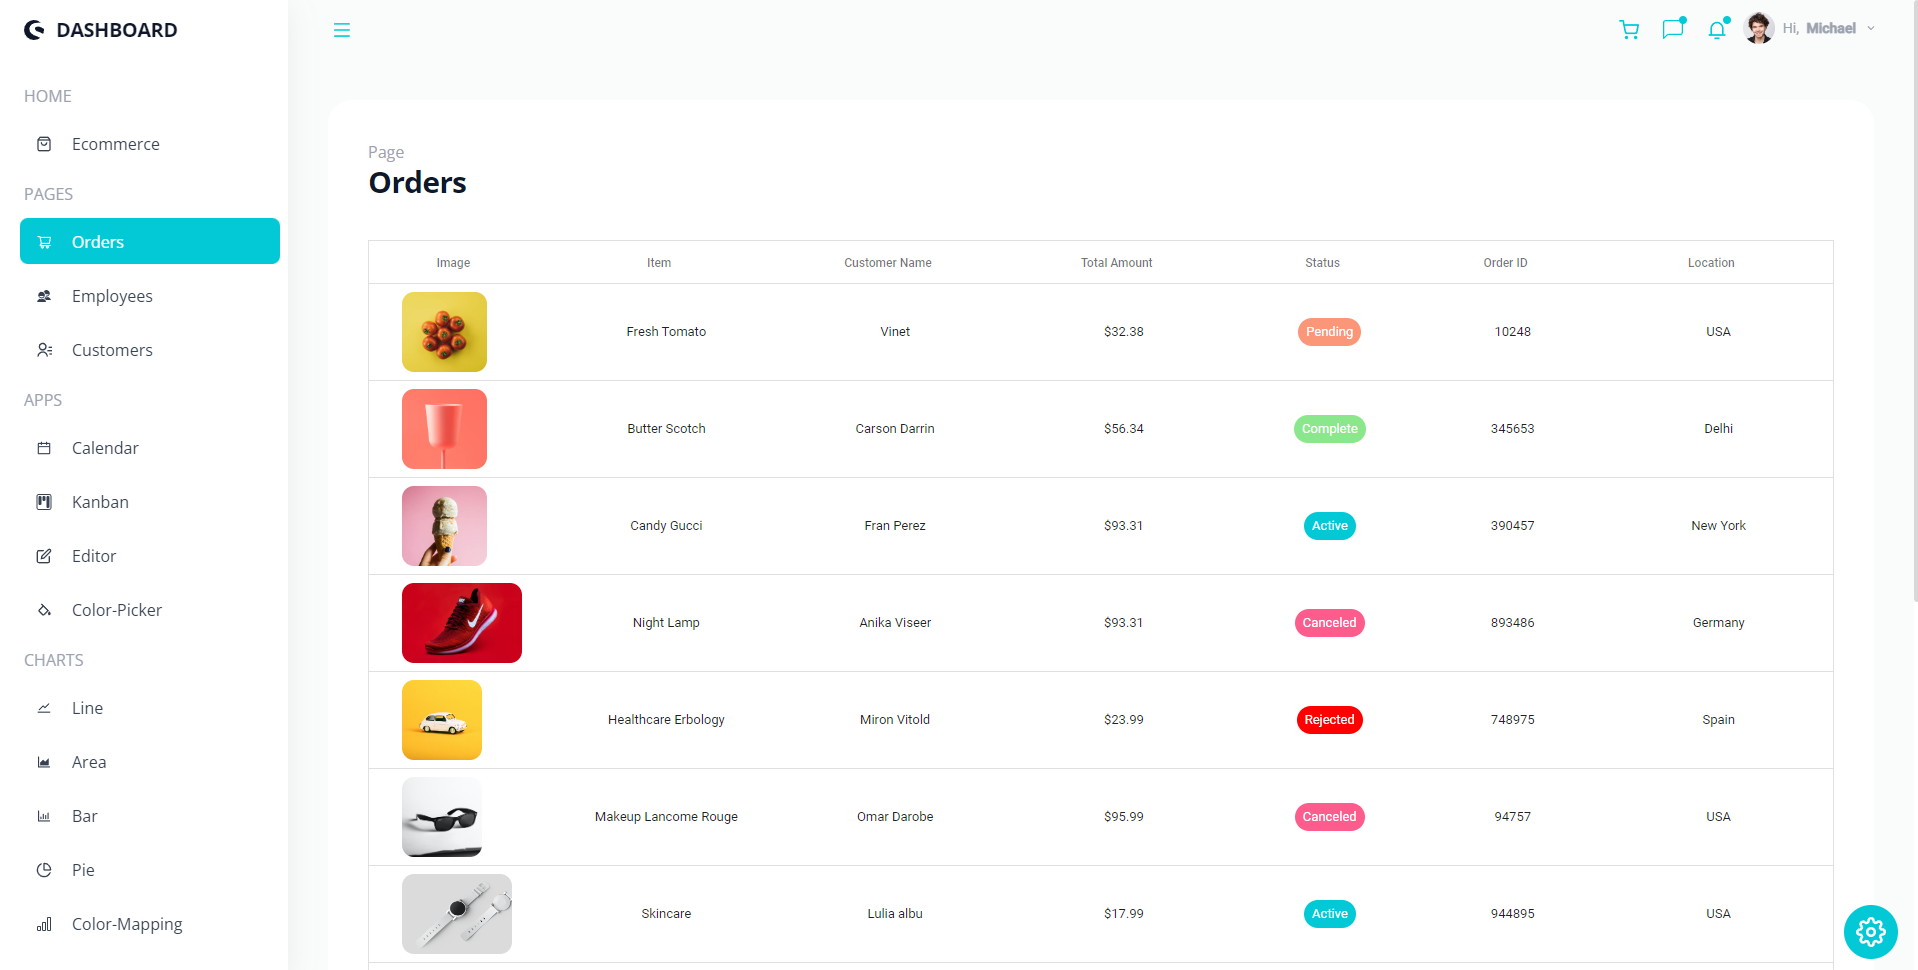 DASHBOARD
HOME
Ecommerce
PAGES
Orders
Employees
Customers
APPS
Calendar
Kanban
Editor
Color-Picker
CHARTS
Line
Area
Bar
Pie
Color-Mapping
Hi, Michael
Page
Orders
Image Item Customer Name Total Amount Status Order ID Location
Fresh Tomato Vinet $32.38 Pending 10248 USA
Butter Scotch Carson Darrin $56.34 Complete 345653 Delhi
Candy Gucci Fran Perez $93.31 Active 390457 New York
Night Lamp Anika Viseer $93.31 Canceled 893486 Germany
Healthcare Erbology Miron Vitold $23.99 Rejected 748975 Spain
Makeup Lancome Rouge Omar Darobe $95.99 Canceled 94757 USA
Skincare Lulia albu $17.99 Active 944895 USA